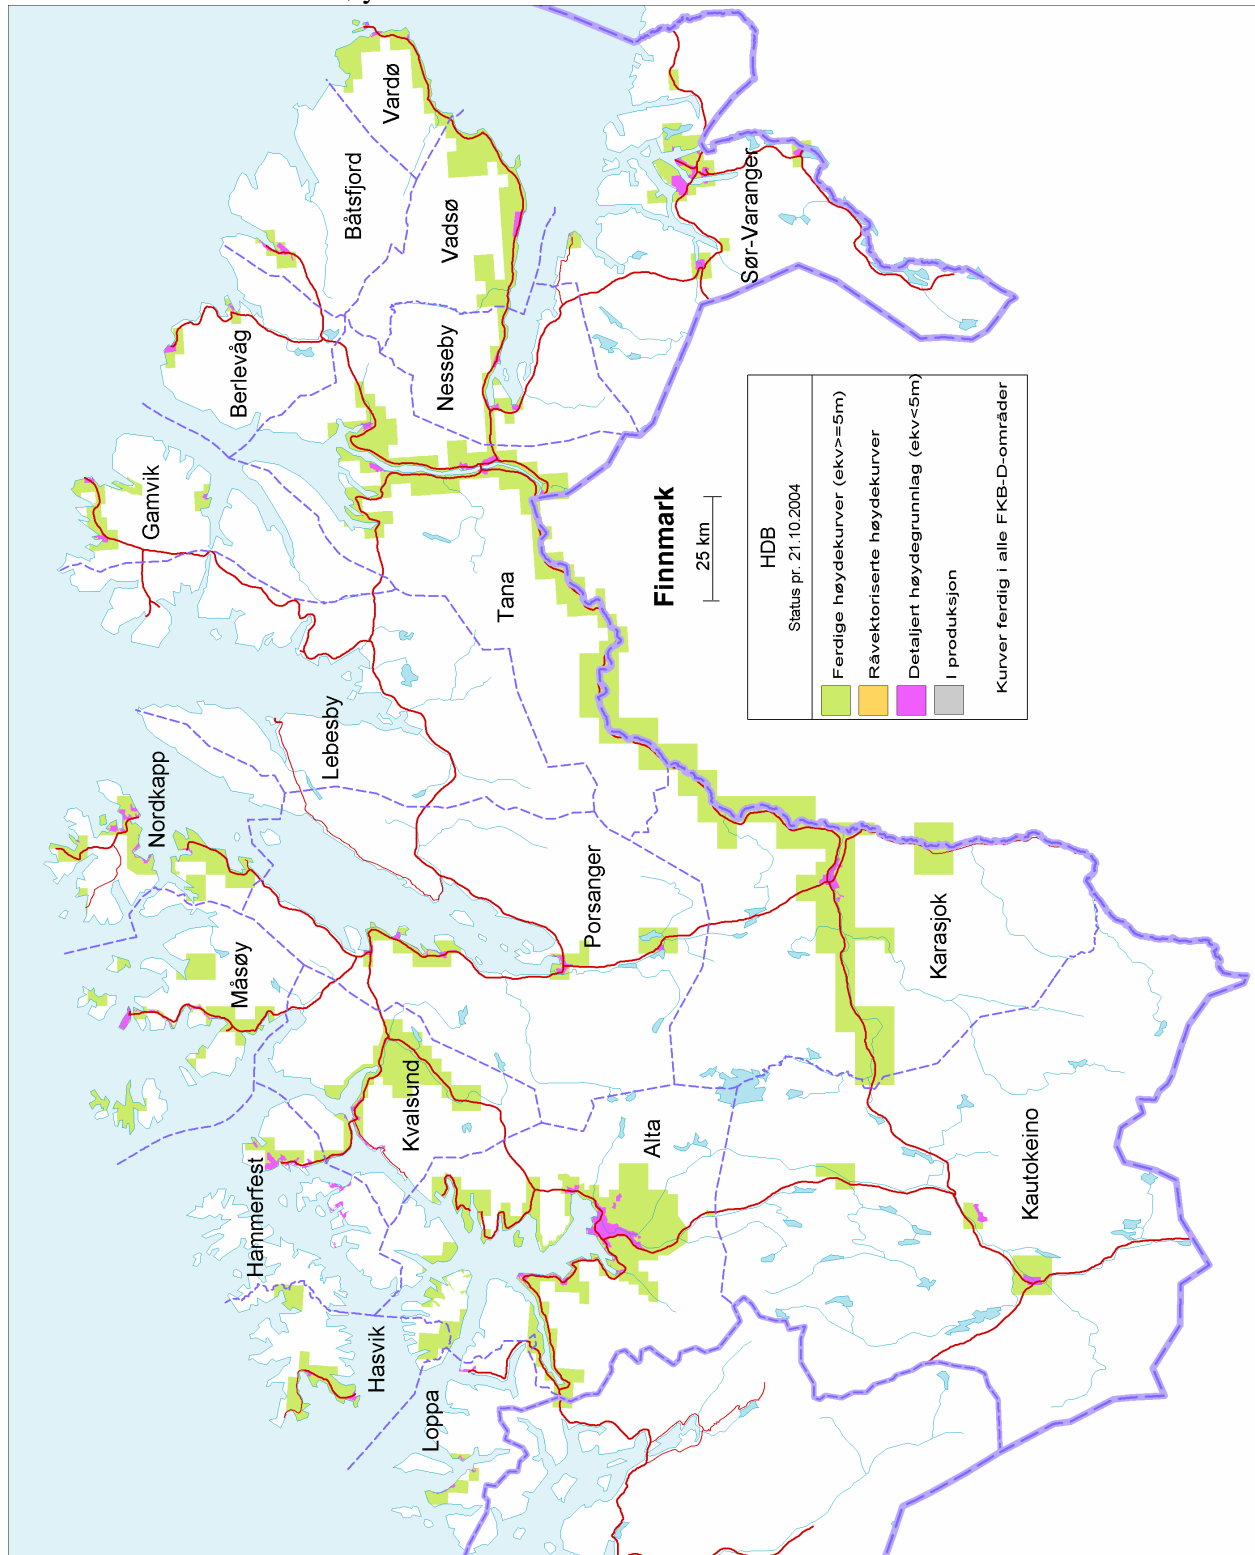 Vardø
Båtsfjord
Vadsø
Sør-Varanger
Berlevåg
Nesseby
Gamvik
Tana
Lebesby
Nordkapp
Porsanger
Måsøy
Karasjok
Kvalsund
Hammerfest
Alta
Kautokeino
Hasvik
Loppa
Finnmark
25 km
HDB
Status pr. 21.10.2004
Ferdige høydekurver (ekv>=5m)
Råvektoriserte høydekurver
Detaljert høydegrunnlag (ekv<5m)
I produksjon
Kurver ferdig i alle FKB-D-områder